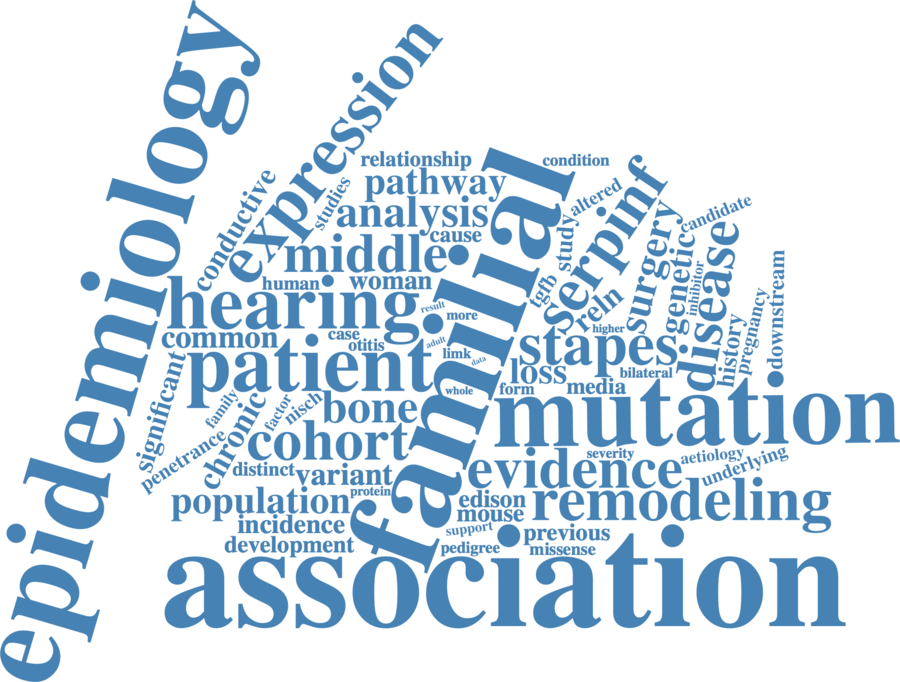 epidemiology
expression
relationship
condition
pathway
familial
altered
serpinf
conductive
studies
analysis
cause
study
surgery
candidate
middle
woman
human
tgfb
reln
genetic
inhibitor
disease
downstream
hearing
result
more
higher
history
pregnancy
common
case
otitis
adult
limk
data
stapes
patient
loss
bilateral
significant
family
factor
nisch
whole
form
media
bone
mutation
chronic
penetrance
cohort
severity
aetiology
distinct
variant
evidence
underlying
protein
population
edison
remodeling
mouse
incidence
support
previous
development
pedigree
missense
association